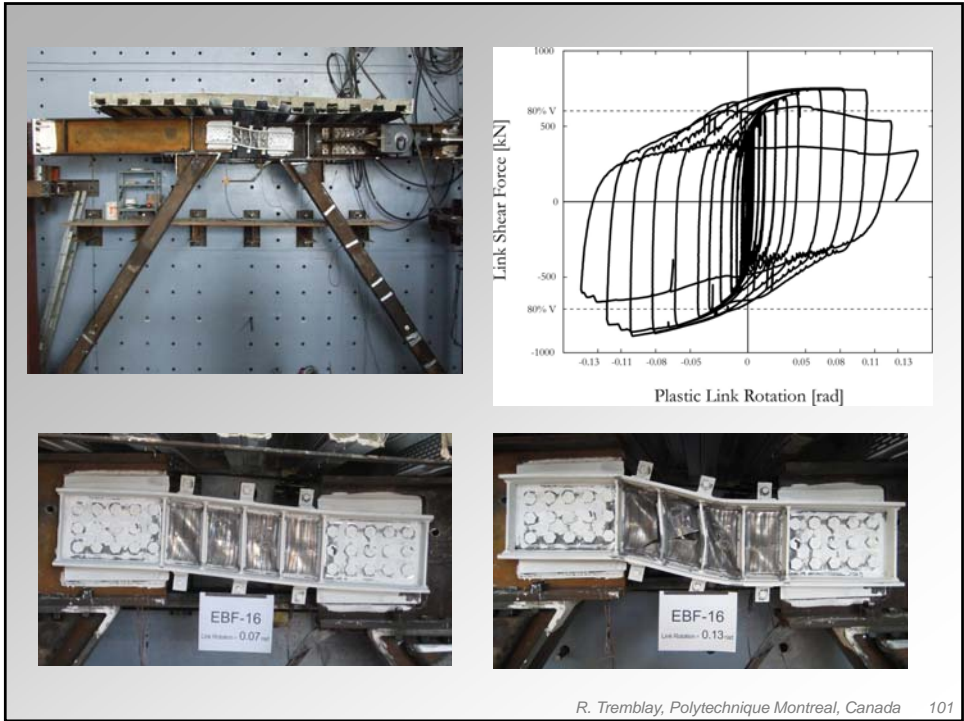 1000
80% V
500
0
-500
80% V
-1000
Link Shear Force [kN]
-0.13 -0.11 -0.08 -0.05 0 0.05 0.08 0.11 0.13
Plastic Link Rotation [rad]
EBF-16
Link Rotation = 0.07 rad
EBF-16
Link Rotation = 0.13 rad
R. Tremblay, Polytechnique Montreal, Canada 101